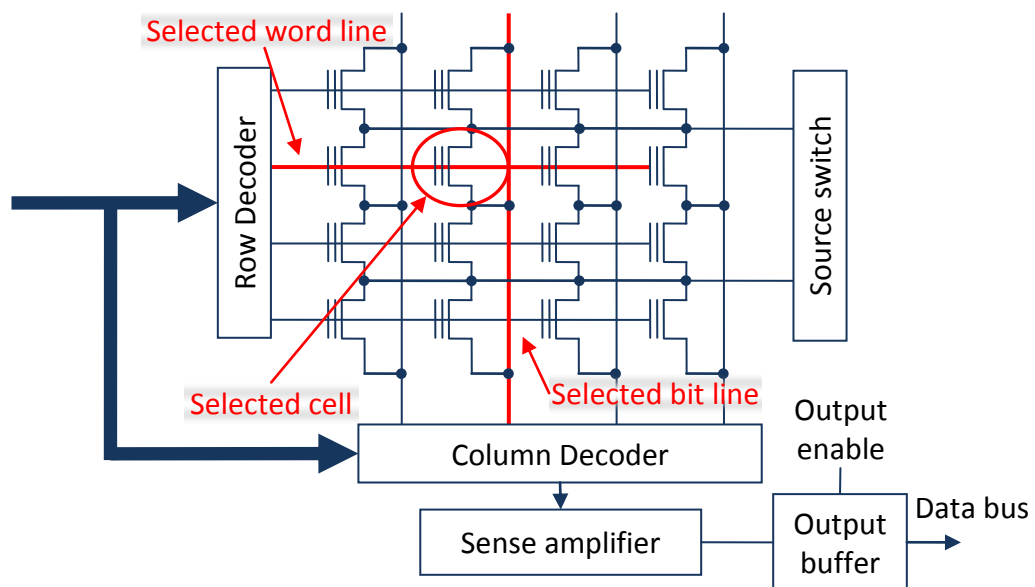 Selected word line
Row Decoder
Source switch
Selected cell
Selected bit line
Column Decoder
Output
enable
Sense amplifier
Output
buffer
Data bus